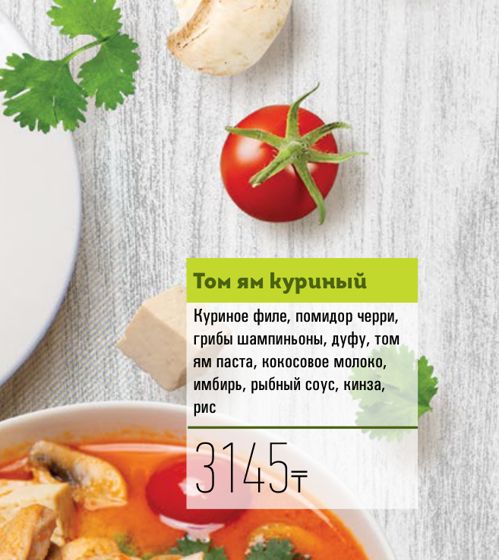 Том ям куриный
Куриное филе, помидор черри,
грибы шампиньоны, дуфу, том
ям паста, кокосовое молоко,
имбирь, рыбный соус, кинза,
рис
3145₸